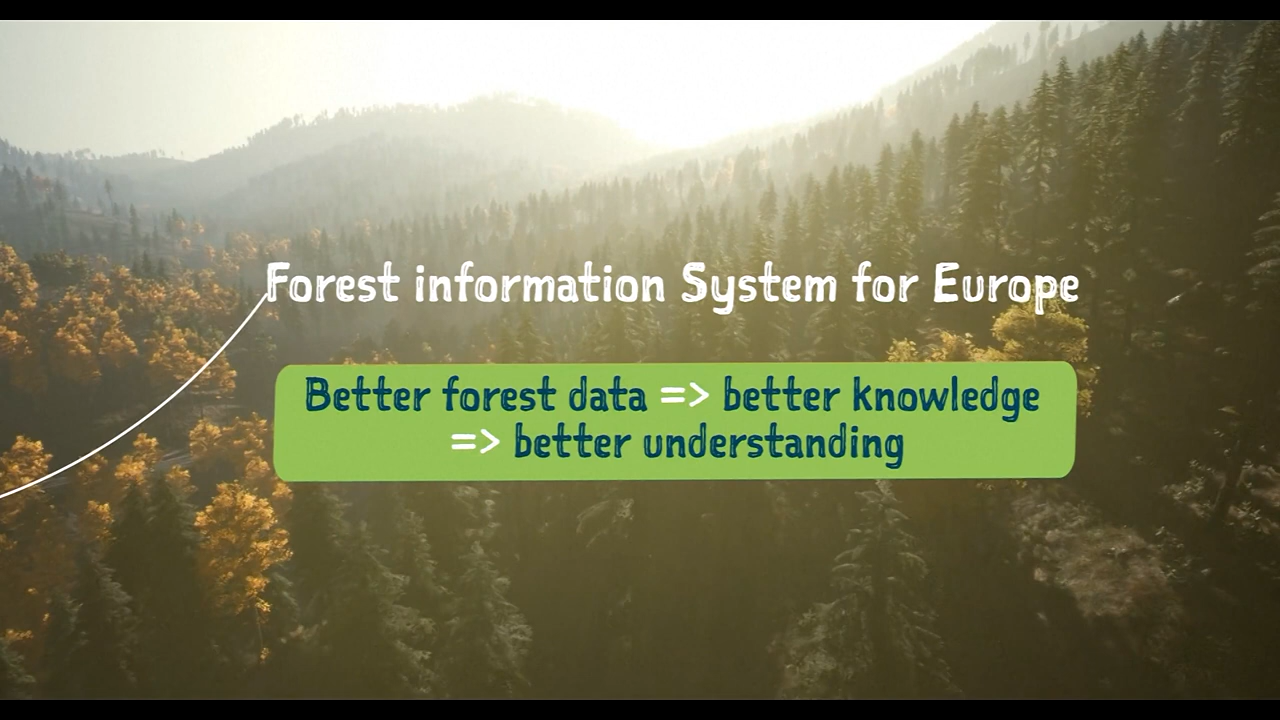 Forest information System for Europe
Better forest data => better knowledge
=> better understanding